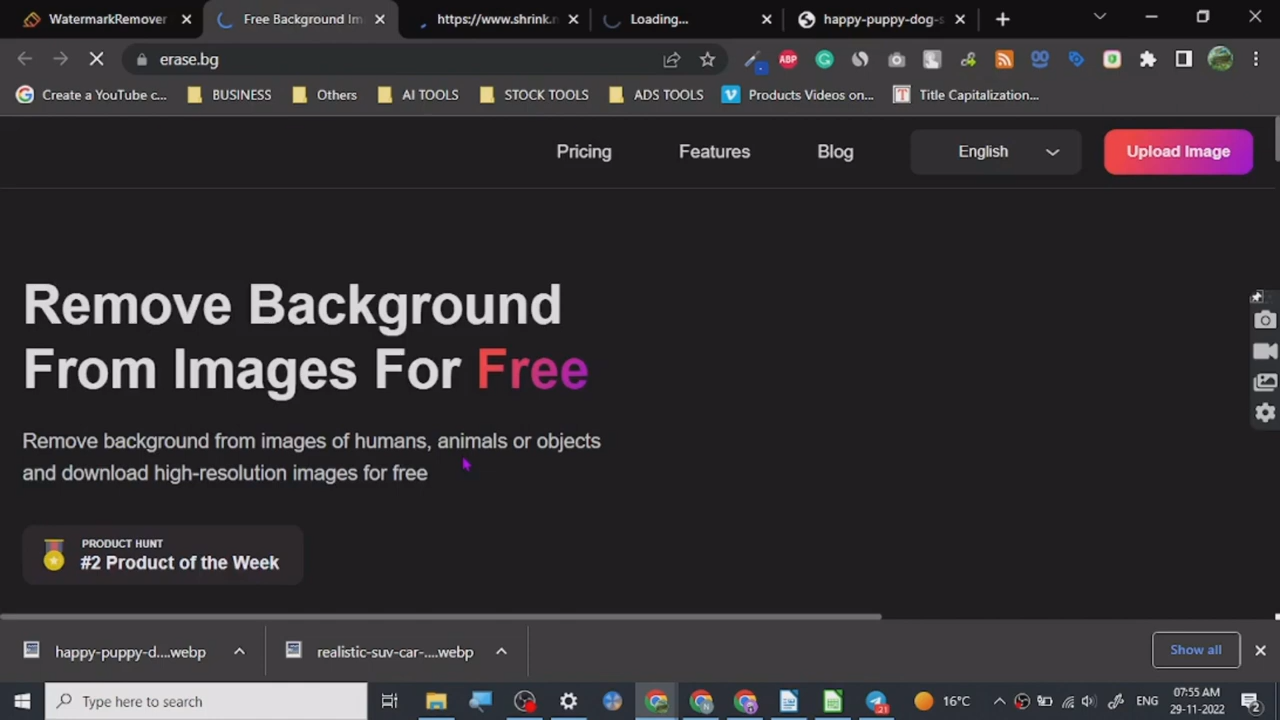 WatermarkRemover
Free Background Im
https://www.shrink.
Loading...
happy-puppy-dog-s
erase.bg
ABP
Create a YouTube c...
BUSINESS
Others
AI TOOLS
STOCK TOOLS
ADS TOOLS
Products Videos on...
Title Capitalization...
Pricing
Features
Blog
English
Upload Image
Remove Background
From Images For Free
Remove background from images of humans, animals or objects
and download high-resolution images for free
PRODUCT HUNT
#2 Product of the Week
happy-puppy-d....webp
realistic-suv-car-....webp
Show all
Type here to search
21
16°C
ENG
07:55 AM
29-11-2022
2